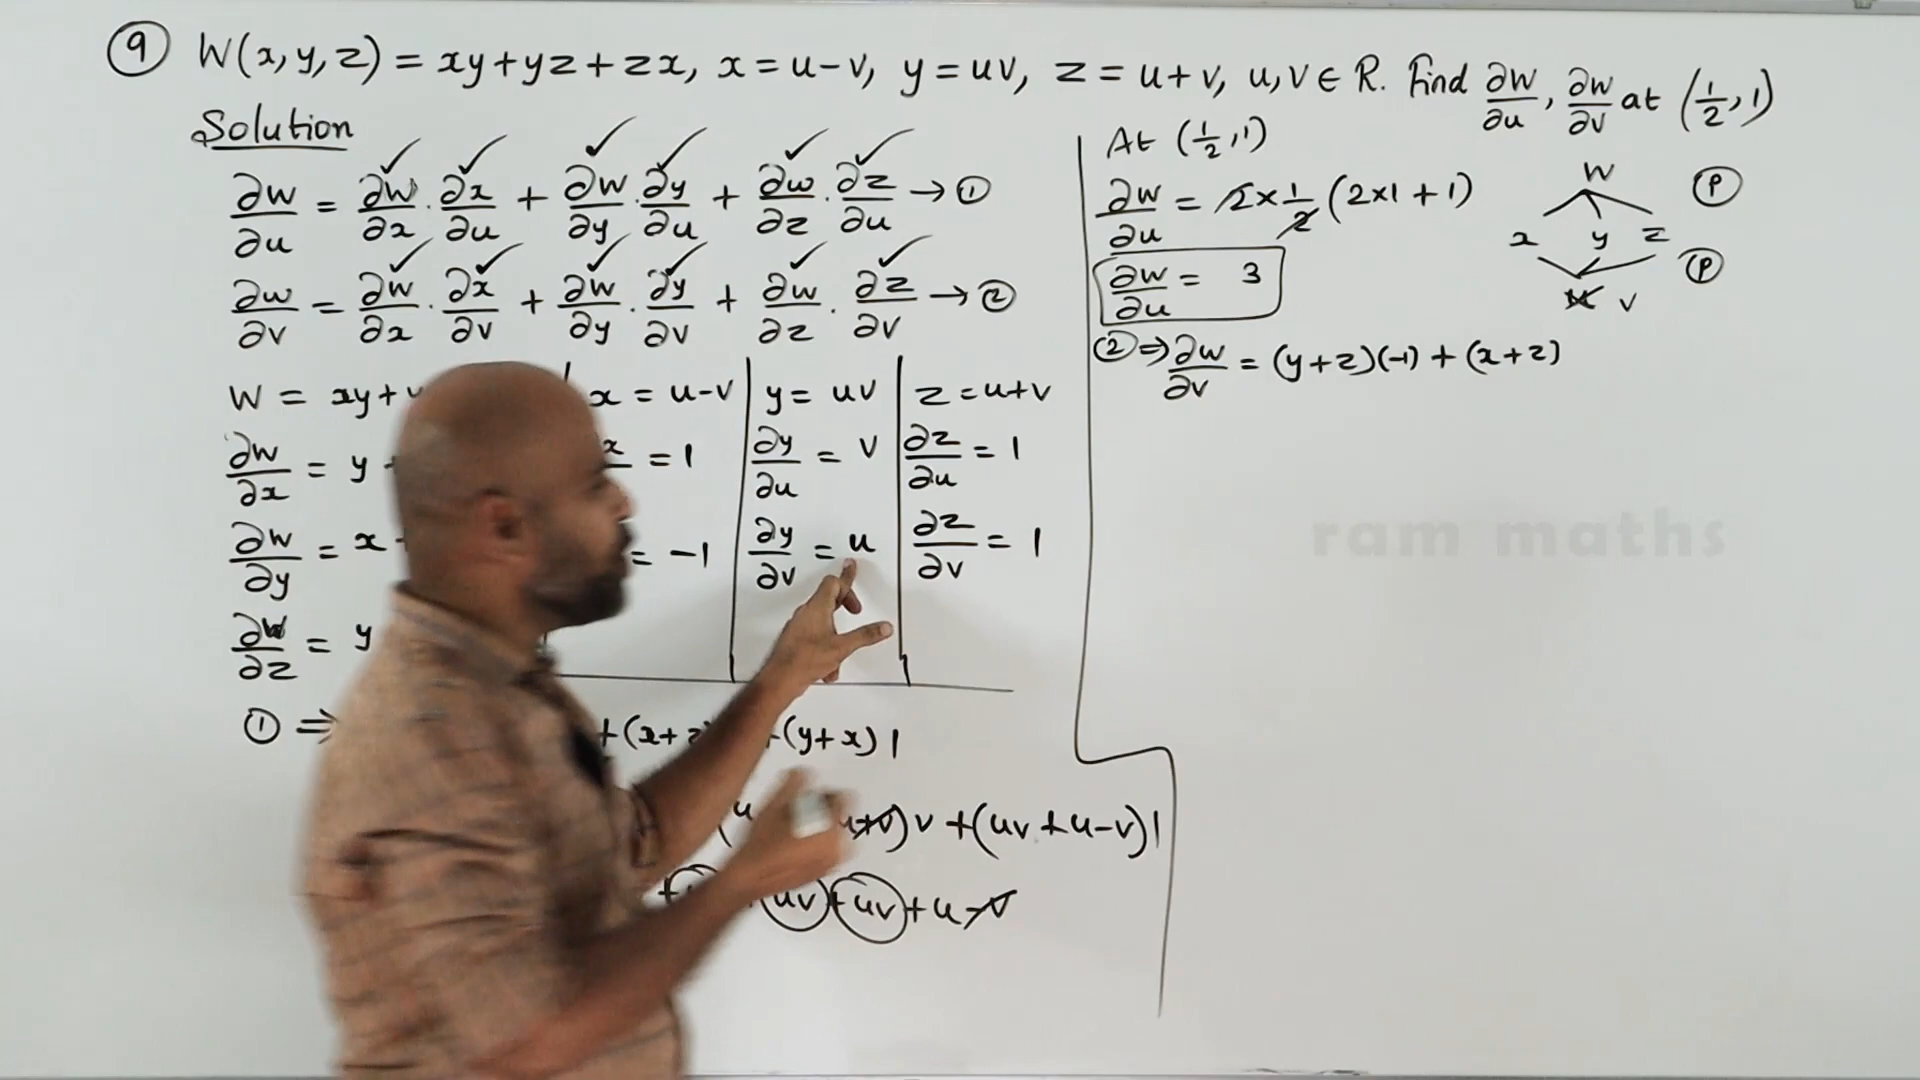 ⑨ W(x,y,z) = xy+yz+zx, x=u-v, y=uv, z=u+v, u,v∈R. Find ∂W/∂u, ∂W/∂v at (1/2, 1)
Solution
∂w/∂u = ∂W/∂x · ∂x/∂u + ∂W/∂y · ∂y/∂u + ∂w/∂z · ∂z/∂u → ①
∂w/∂v = ∂w/∂x · ∂x/∂v + ∂w/∂y · ∂y/∂v + ∂w/∂z · ∂z/∂v → ②
W = xy+ x = u-v y = uv z = u+v
∂w/∂x = y = 1 ∂y/∂u = v ∂z/∂u = 1
∂w/∂y = x = -1 ∂y/∂v = u ∂z/∂v = 1
∂W/∂z = y
① ⇒ +(x+z +(y+x) 1
v +(uv+u-v)1
uv +uv +u-v
At (1/2, 1)
∂w/∂u = 2×1/2 (2×1+1)
∂w/∂u = 3
② ⇒ ∂w/∂v = (y+z)(-1) + (x+z)
W
P
x y z
P
u v
ram maths